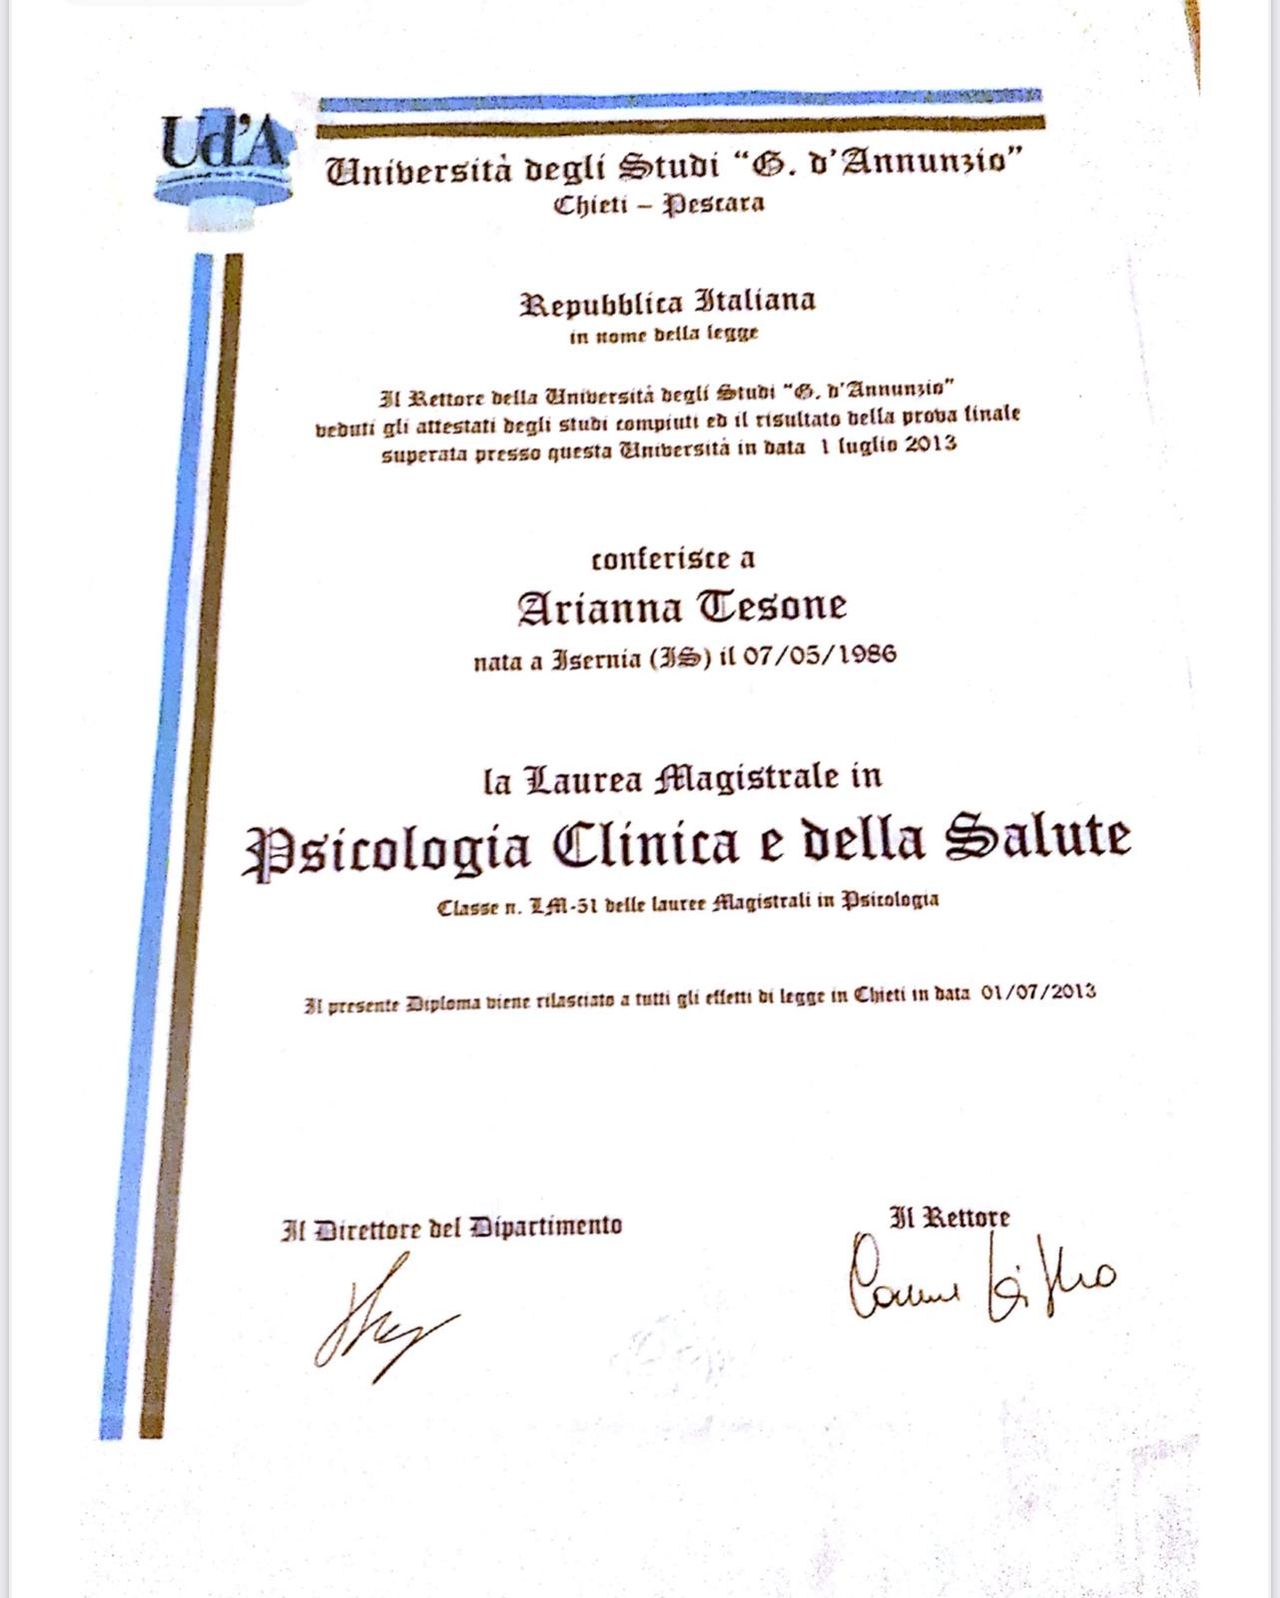 Ud'A
Università degli Studi "G. d'Annunzio"
Chieti – Pescara
Repubblica Italiana
in nome della legge
Il Rettore della Università degli Studi "G. d'Annunzio"
veduti gli attestati degli studi compiuti ed il risultato della prova finale
superata presso questa Università in data 1 luglio 2013
conferisce a
Arianna Tesone
nata a Isernia (IS) il 07/05/1986
la Laurea Magistrale in
Psicologia Clinica e della Salute
Classe n. LM-51 delle lauree Magistrali in Psicologia
Il presente Diploma viene rilasciato a tutti gli effetti di legge in Chieti in data 01/07/2013
Il Direttore del Dipartimento
Il Rettore